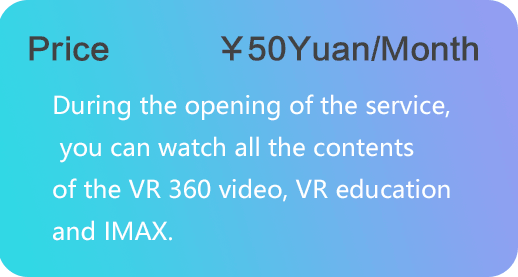 Price ￥50Yuan/Month
During the opening of the service,
you can watch all the contents
of the VR 360 video, VR education
and IMAX.